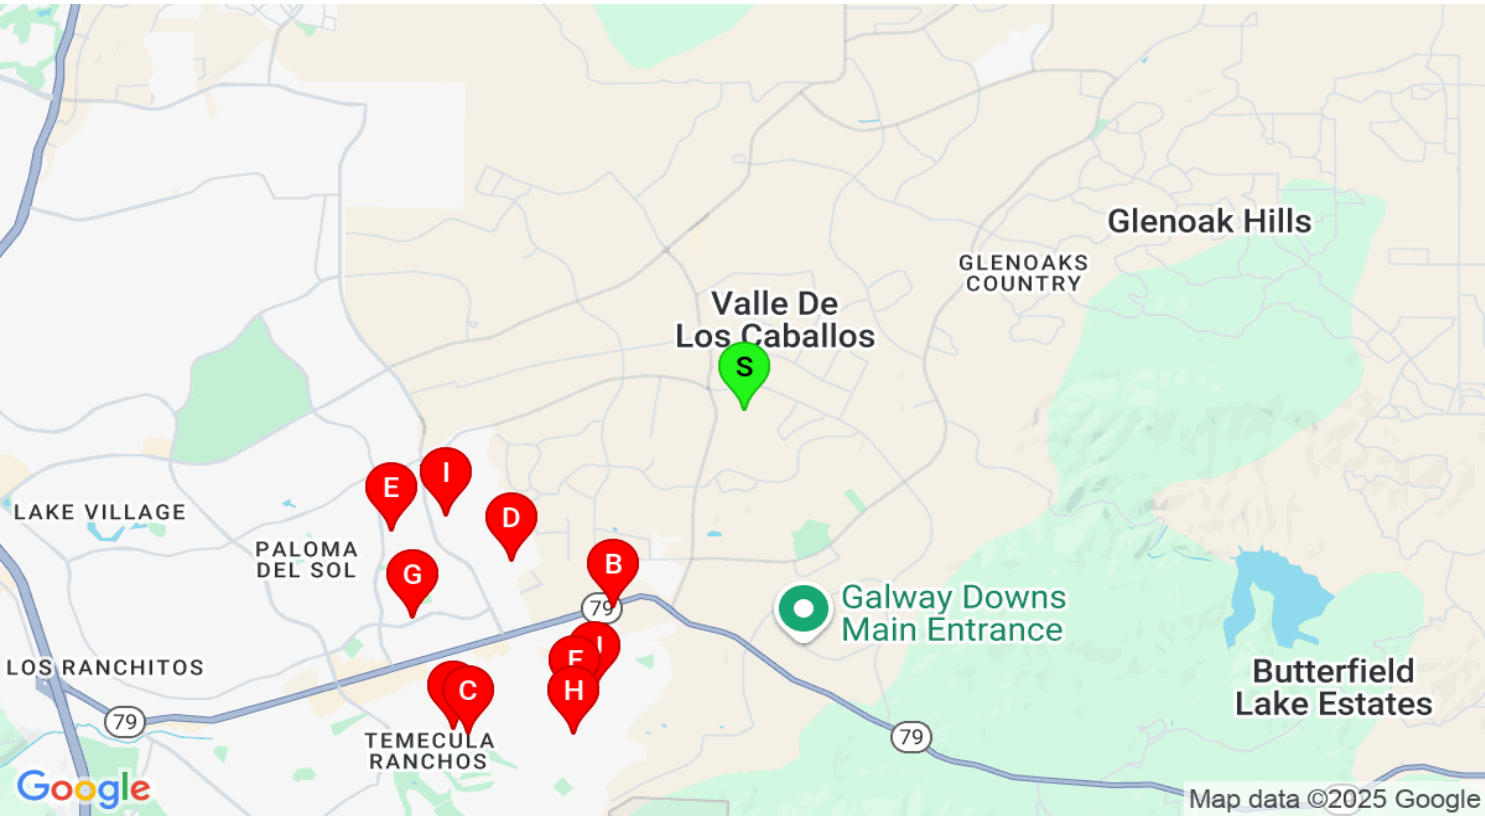 Glenoak Hills
GLENOAKS
COUNTRY
Valle De
Los Caballos
S
I
E
LAKE VILLAGE
D
PALOMA
DEL SOL
G
B
79
Galway Downs
Main Entrance
F
H
C
LOS RANCHITOS
Butterfield
Lake Estates
79
79
TEMECULA
RANCHOS
Google
Map data ©2025 Google